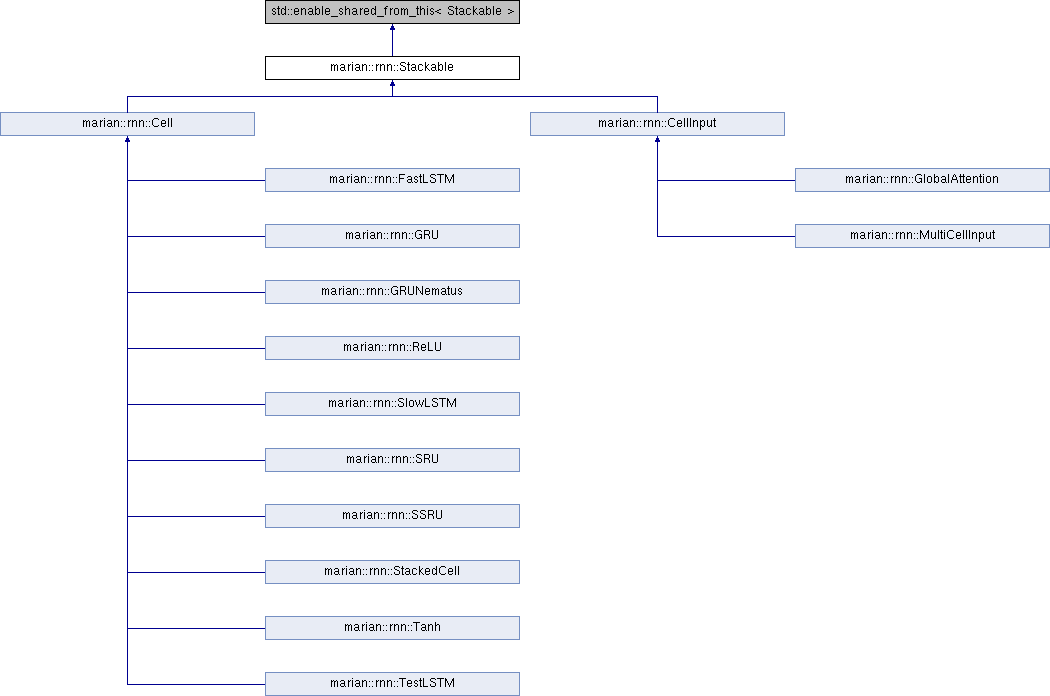 std::enable_shared_from_this< Stackable >
marian::rnn::Stackable
marian::rnn::Cell
marian::rnn::CellInput
marian::rnn::FastLSTM
marian::rnn::GlobalAttention
marian::rnn::GRU
marian::rnn::MultiCellInput
marian::rnn::GRUNematus
marian::rnn::ReLU
marian::rnn::SlowLSTM
marian::rnn::SRU
marian::rnn::SSRU
marian::rnn::StackedCell
marian::rnn::Tanh
marian::rnn::TestLSTM